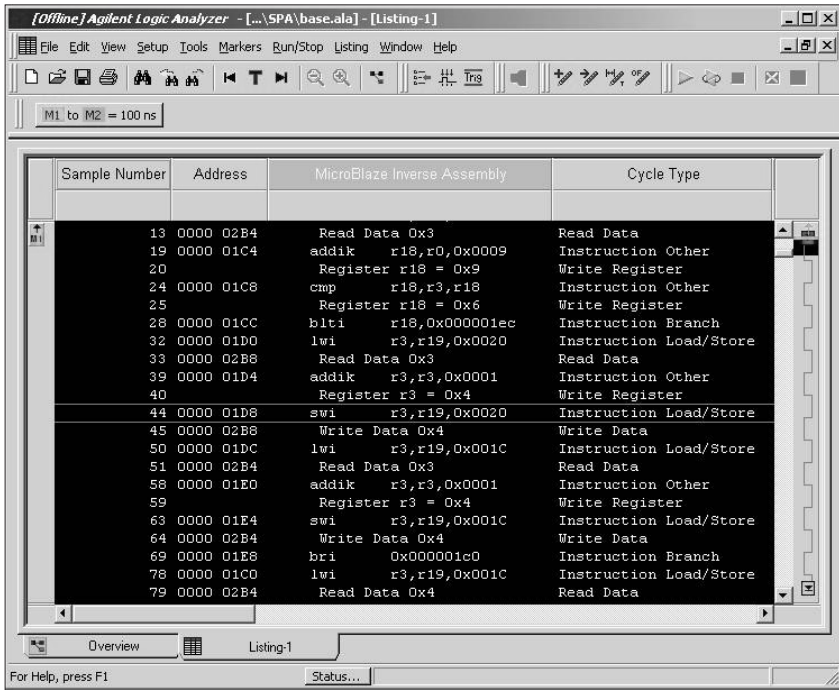 [Offline] Agilent Logic Analyzer - [...\SPA\base.ala] - [Listing-1]
File Edit View Setup Tools Markers Run/Stop Listing Window Help
T Trig
M1 to M2 = 100 ns
Sample Number Address MicroBlaze Inverse Assembly Cycle Type
M1
13 0000 02B4 Read Data 0x3 Read Data
19 0000 01C4 addik r18,r0,0x0009 Instruction Other
20 Register r18 = 0x9 Write Register
24 0000 01C8 cmp r18,r3,r18 Instruction Other
25 Register r18 = 0x6 Write Register
28 0000 01CC blti r18,0x000001ec Instruction Branch
32 0000 01D0 lwi r3,r19,0x0020 Instruction Load/Store
33 0000 02B8 Read Data 0x3 Read Data
39 0000 01D4 addik r3,r3,0x0001 Instruction Other
40 Register r3 = 0x4 Write Register
44 0000 01D8 swi r3,r19,0x0020 Instruction Load/Store
45 0000 02B8 Write Data 0x4 Write Data
50 0000 01DC lwi r3,r19,0x001C Instruction Load/Store
51 0000 02B4 Read Data 0x3 Read Data
58 0000 01E0 addik r3,r3,0x0001 Instruction Other
59 Register r3 = 0x4 Write Register
63 0000 01E4 swi r3,r19,0x001C Instruction Load/Store
64 0000 02B4 Write Data 0x4 Write Data
69 0000 01E8 bri 0x000001c0 Instruction Branch
78 0000 01C0 lwi r3,r19,0x001C Instruction Load/Store
79 0000 02B4 Read Data 0x4 Read Data
Overview Listing-1
For Help, press F1 Status...